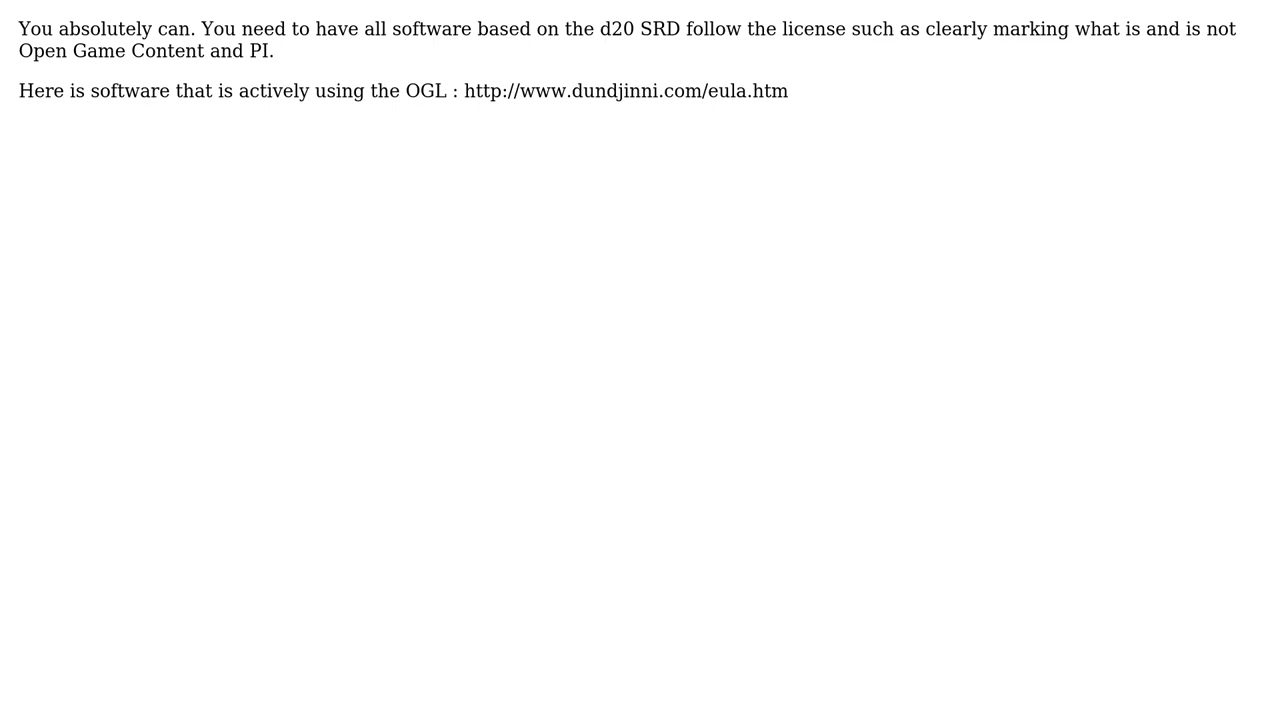 You absolutely can. You need to have all software based on the d20 SRD follow the license such as clearly marking what is and is not
Open Game Content and PI.
Here is software that is actively using the OGL : http://www.dundjinni.com/eula.htm